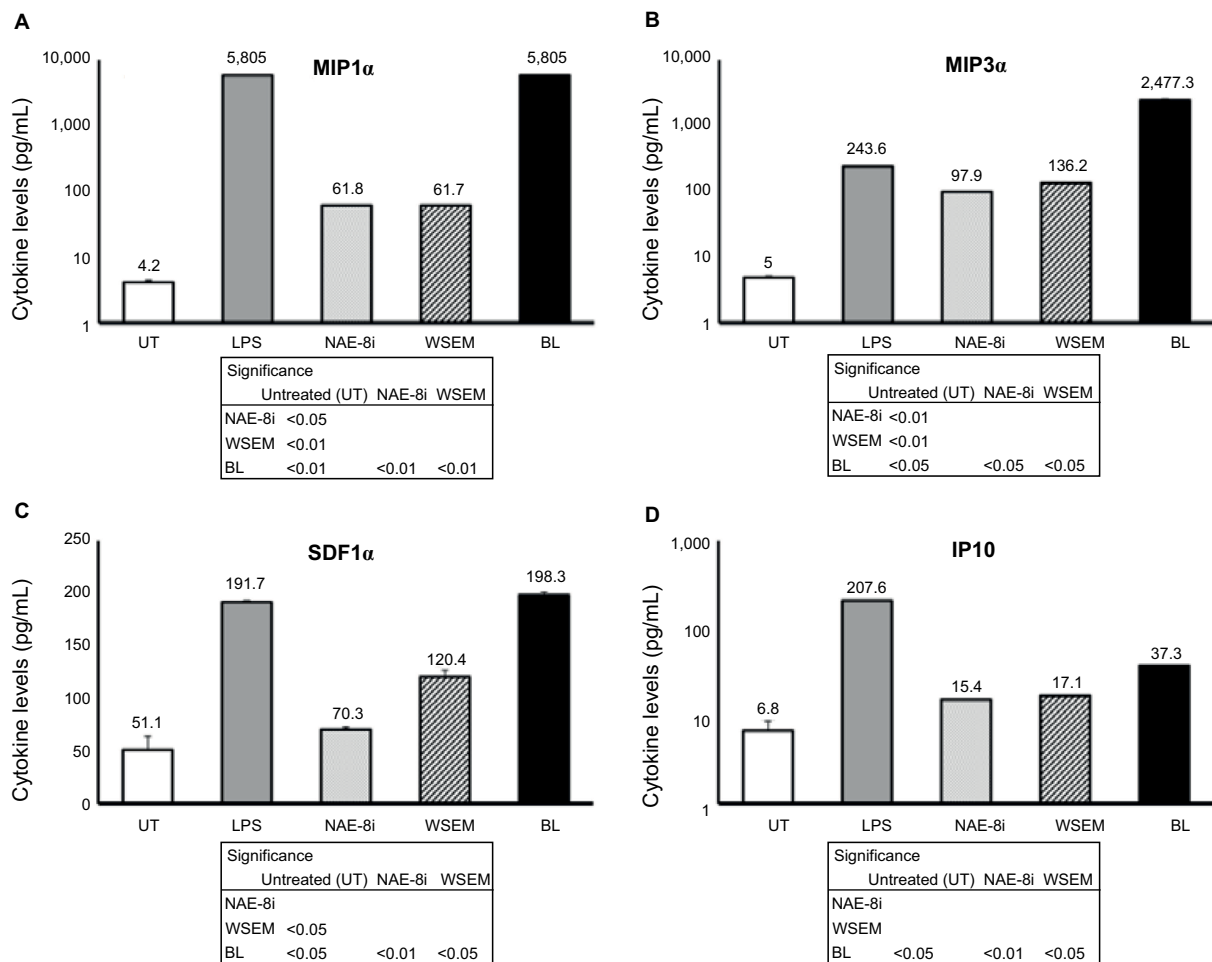 A
MIP1α
Cytokine levels (pg/mL)
10,000
1,000
100
10
1
4.2
5,805
61.8
61.7
5,805
UT LPS NAE-8i WSEM BL
Significance
Untreated (UT) NAE-8i WSEM
NAE-8i <0.05
WSEM <0.01
BL <0.01 <0.01 <0.01
B
MIP3α
Cytokine levels (pg/mL)
10,000
1,000
100
10
1
5
243.6
97.9
136.2
2,477.3
UT LPS NAE-8i WSEM BL
Significance
Untreated (UT) NAE-8i WSEM
NAE-8i <0.01
WSEM <0.01
BL <0.05 <0.05 <0.05
C
SDF1α
Cytokine levels (pg/mL)
250
200
150
100
50
0
51.1
191.7
70.3
120.4
198.3
UT LPS NAE-8i WSEM BL
Significance
Untreated (UT) NAE-8i WSEM
NAE-8i
WSEM <0.05
BL <0.05 <0.01 <0.05
D
IP10
Cytokine levels (pg/mL)
1,000
100
10
1
6.8
207.6
15.4
17.1
37.3
UT LPS NAE-8i WSEM BL
Significance
Untreated (UT) NAE-8i WSEM
NAE-8i
WSEM
BL <0.05 <0.01 <0.05